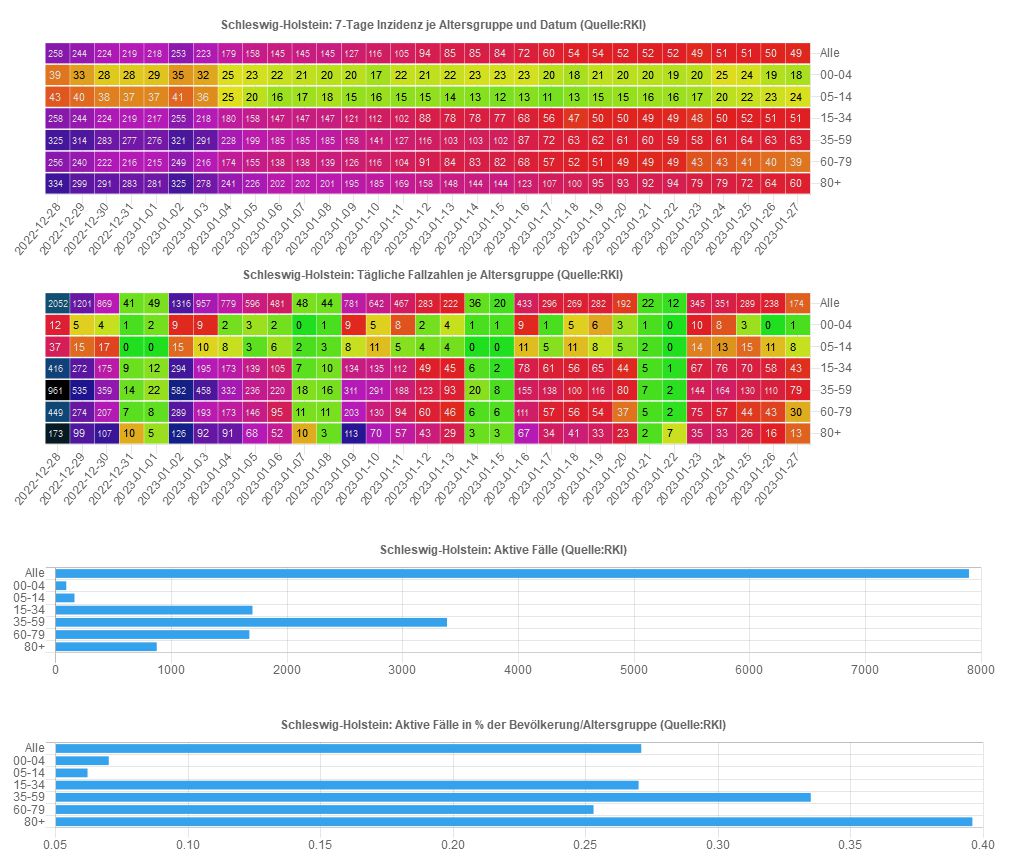 Schleswig-Holstein: 7-Tage Inzidenz je Altersgruppe und Datum (Quelle:RKI)
258 244 224 219 218 253 223 179 158 145 145 145 127 116 105 94 85 85 84 72 60 54 54 52 52 52 49 51 51 50 49 Alle
39 33 28 28 29 35 32 25 23 22 21 20 20 17 22 21 22 23 23 23 20 18 21 20 20 19 20 25 24 19 18 00-04
43 40 38 37 37 41 36 25 20 16 17 18 15 16 15 15 14 13 12 13 11 13 15 15 16 16 17 20 22 23 24 05-14
258 244 224 219 217 255 218 180 158 147 147 147 121 112 102 88 78 78 77 68 56 47 50 50 49 49 48 50 52 51 51 15-34
325 314 283 277 276 321 291 228 199 185 185 185 158 141 127 116 103 103 102 87 72 63 62 61 60 59 58 61 64 63 63 35-59
256 240 222 216 215 249 216 174 155 138 138 139 126 116 104 91 84 83 82 68 57 52 51 49 49 49 43 43 41 40 39 60-79
334 299 291 283 281 325 278 241 226 202 202 201 195 185 169 158 148 144 144 123 107 100 95 93 92 94 79 79 72 64 60 80+
2022-12-28 2022-12-29 2022-12-30 2022-12-31 2023-01-01 2023-01-02 2023-01-03 2023-01-04 2023-01-05 2023-01-06 2023-01-07 2023-01-08 2023-01-09 2023-01-10 2023-01-11 2023-01-12 2023-01-13 2023-01-14 2023-01-15 2023-01-16 2023-01-17 2023-01-18 2023-01-19 2023-01-20 2023-01-21 2023-01-22 2023-01-23 2023-01-24 2023-01-25 2023-01-26 2023-01-27
Schleswig-Holstein: Tägliche Fallzahlen je Altersgruppe (Quelle:RKI)
2052 1201 869 41 49 1316 957 779 596 481 48 44 781 642 467 283 222 36 20 433 296 269 282 192 22 12 345 351 289 238 174 Alle
12 5 4 1 2 9 9 2 3 2 0 1 9 5 8 2 4 1 1 9 1 5 6 3 1 0 10 8 3 0 1 00-04
37 15 17 0 0 15 10 8 3 6 2 3 8 11 5 4 4 0 0 11 5 11 8 5 2 0 14 13 15 11 8 05-14
416 272 175 9 12 294 195 173 139 105 7 10 134 135 112 49 45 6 2 78 61 56 65 44 5 1 67 76 70 58 43 15-34
961 535 359 14 22 582 458 332 236 220 18 16 311 291 188 123 93 20 8 155 138 100 116 80 7 2 144 164 130 110 79 35-59
449 274 207 7 8 289 193 173 146 95 11 11 203 130 94 60 46 6 6 111 57 56 54 37 5 2 75 57 44 43 30 60-79
173 99 107 10 5 126 92 91 68 52 10 3 113 70 57 43 29 3 3 67 34 41 33 23 2 7 35 33 26 16 13 80+
2022-12-28 2022-12-29 2022-12-30 2022-12-31 2023-01-01 2023-01-02 2023-01-03 2023-01-04 2023-01-05 2023-01-06 2023-01-07 2023-01-08 2023-01-09 2023-01-10 2023-01-11 2023-01-12 2023-01-13 2023-01-14 2023-01-15 2023-01-16 2023-01-17 2023-01-18 2023-01-19 2023-01-20 2023-01-21 2023-01-22 2023-01-23 2023-01-24 2023-01-25 2023-01-26 2023-01-27
Schleswig-Holstein: Aktive Fälle (Quelle:RKI)
Alle
00-04
05-14
15-34
35-59
60-79
80+
0 1000 2000 3000 4000 5000 6000 7000 8000
Schleswig-Holstein: Aktive Fälle in % der Bevölkerung/Altersgruppe (Quelle:RKI)
Alle
00-04
05-14
15-34
35-59
60-79
80+
0.05 0.10 0.15 0.20 0.25 0.30 0.35 0.40